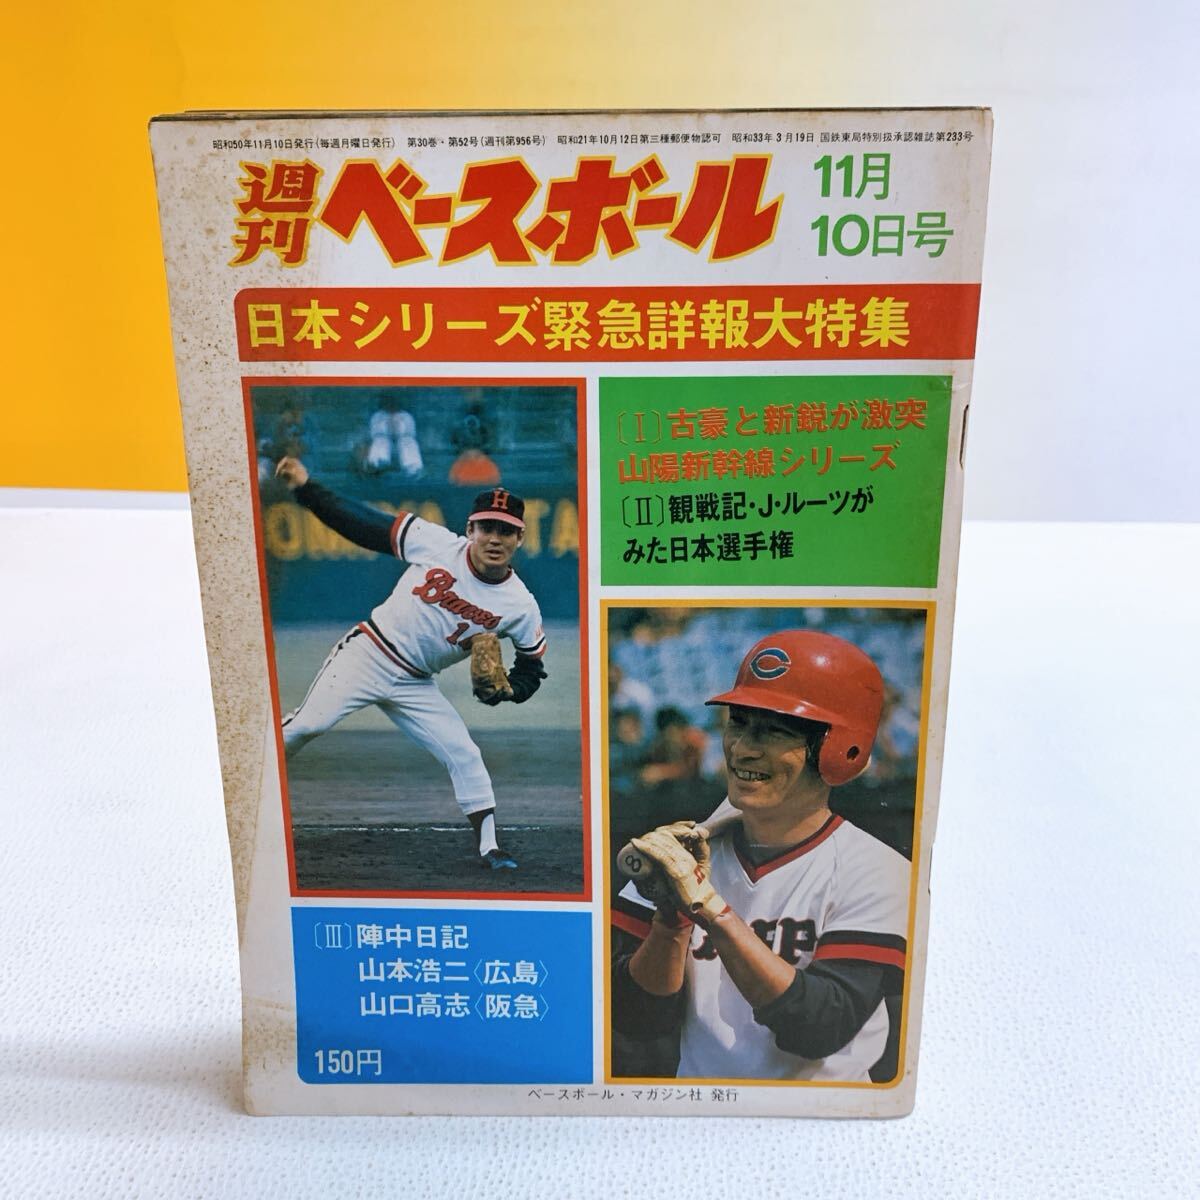 昭和50年11月10日発行(毎週月曜日発行) 第30巻・第52号(週刊第956号) 昭和21年10月12日第三種郵便物認可 昭和33年3月19日 国鉄東局特別扱承認雑誌第233号
週刊ベースボール
11月
10日号
日本シリーズ緊急詳報大特集
〔Ⅰ〕古豪と新鋭が激突
山陽新幹線シリーズ
〔Ⅱ〕観戦記・J・ルーツが
みた日本選手権
H
Braves
C
8
〔Ⅲ〕陣中日記
山本浩二〈広島〉
山口高志〈阪急〉
150円
ベースボール・マガジン社 発行